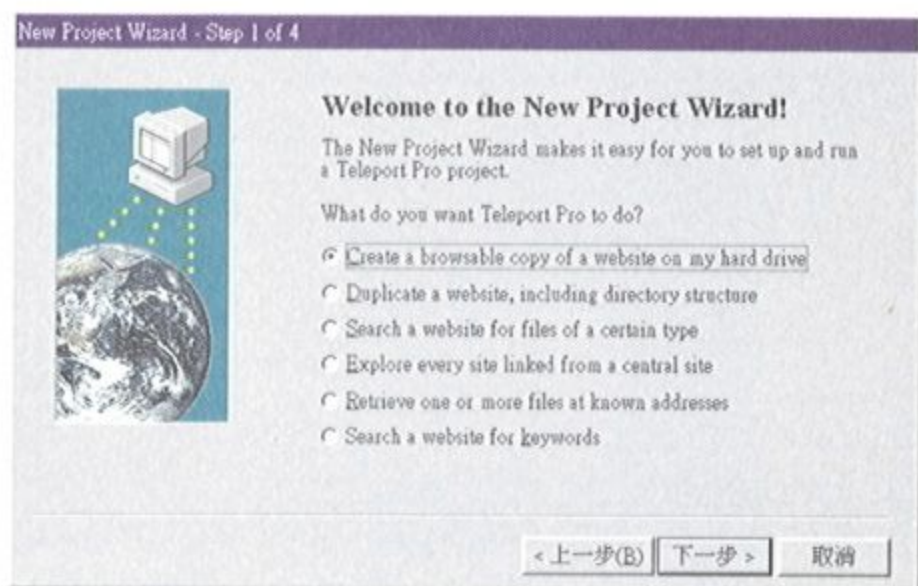 New Project Wizard - Step 1 of 4
Welcome to the New Project Wizard!
The New Project Wizard makes it easy for you to set up and run
a Teleport Pro project.
What do you want Teleport Pro to do?
Create a browsable copy of a website on my hard drive
Duplicate a website, including directory structure
Search a website for files of a certain type
Explore every site linked from a central site
Retrieve one or more files at known addresses
Search a website for keywords
<上一步(B) 下一步> 取消